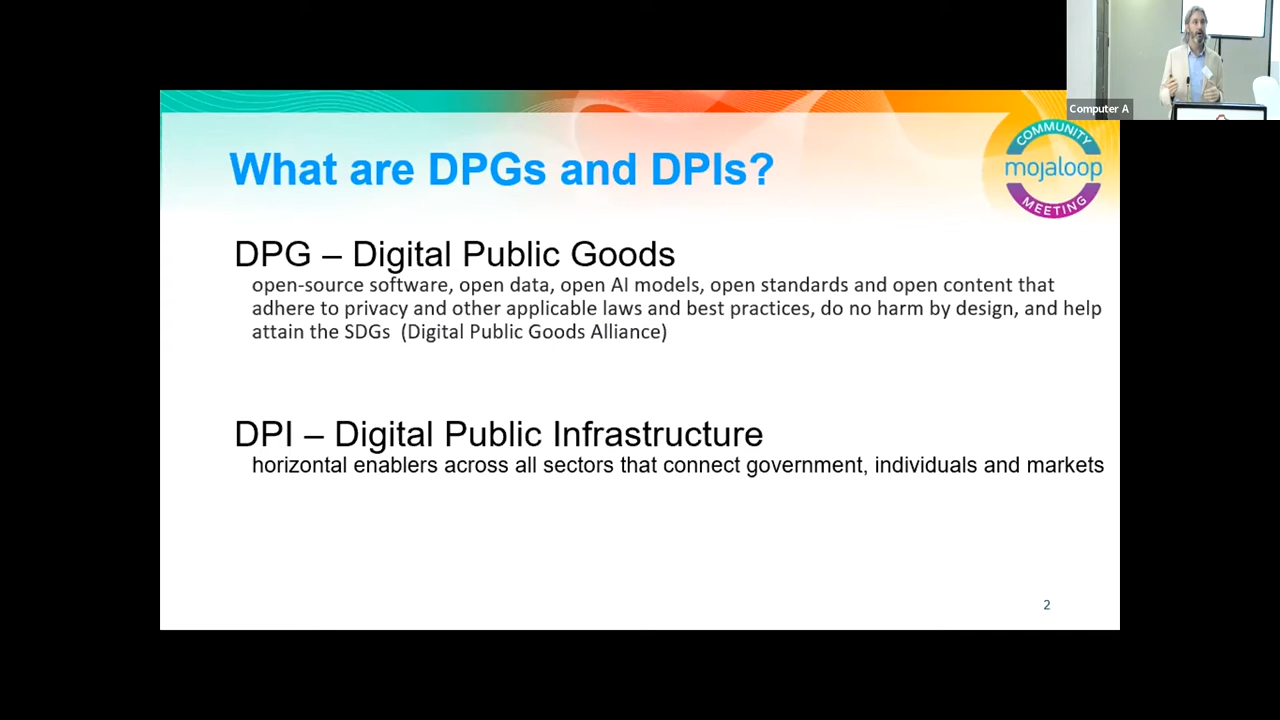 Computer A
What are DPGs and DPIs?
COMMUNITY
mojaloop
MEETING
DPG – Digital Public Goods
open-source software, open data, open AI models, open standards and open content that
adhere to privacy and other applicable laws and best practices, do no harm by design, and help
attain the SDGs (Digital Public Goods Alliance)
DPI – Digital Public Infrastructure
horizontal enablers across all sectors that connect government, individuals and markets
2